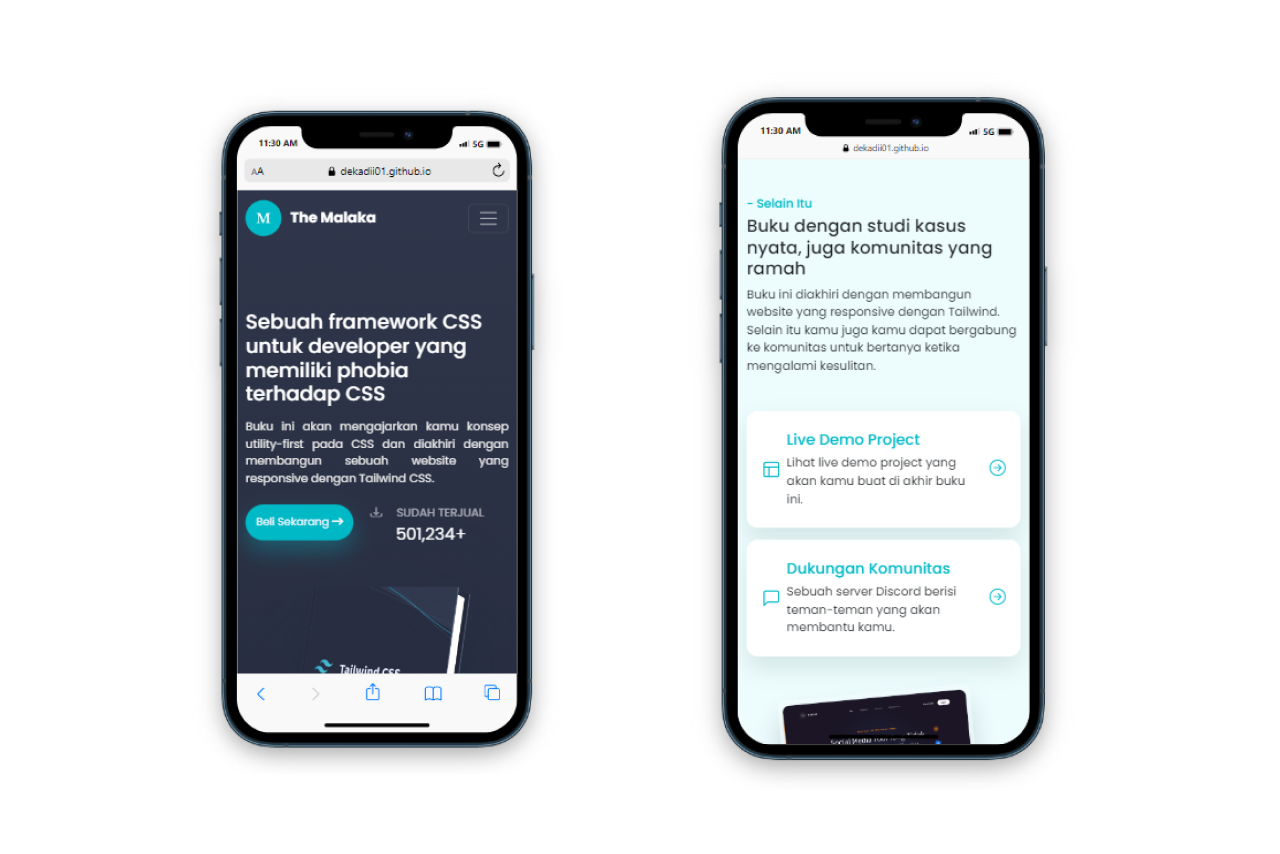 11:30 AM
5G
AA
dekadii01.github.io
M
The Malaka
Sebuah framework CSS
untuk developer yang
memiliki phobia
terhadap CSS
Buku ini akan mengajarkan kamu konsep
utility-first pada CSS dan diakhiri dengan
membangun sebuah website yang
responsive dengan Tailwind CSS.
Beli Sekarang
SUDAH TERJUAL
501,234+
Tailwind CSS
11:30 AM
5G
dekadii01.github.io
- Selain Itu
Buku dengan studi kasus
nyata, juga komunitas yang
ramah
Buku ini diakhiri dengan membangun
website yang responsive dengan Tailwind.
Selain itu kamu juga kamu dapat bergabung
ke komunitas untuk bertanya ketika
mengalami kesulitan.
Live Demo Project
Lihat live demo project yang
akan kamu buat di akhir buku
ini.
Dukungan Komunitas
Sebuah server Discord berisi
teman-teman yang akan
membantu kamu.
Social Media